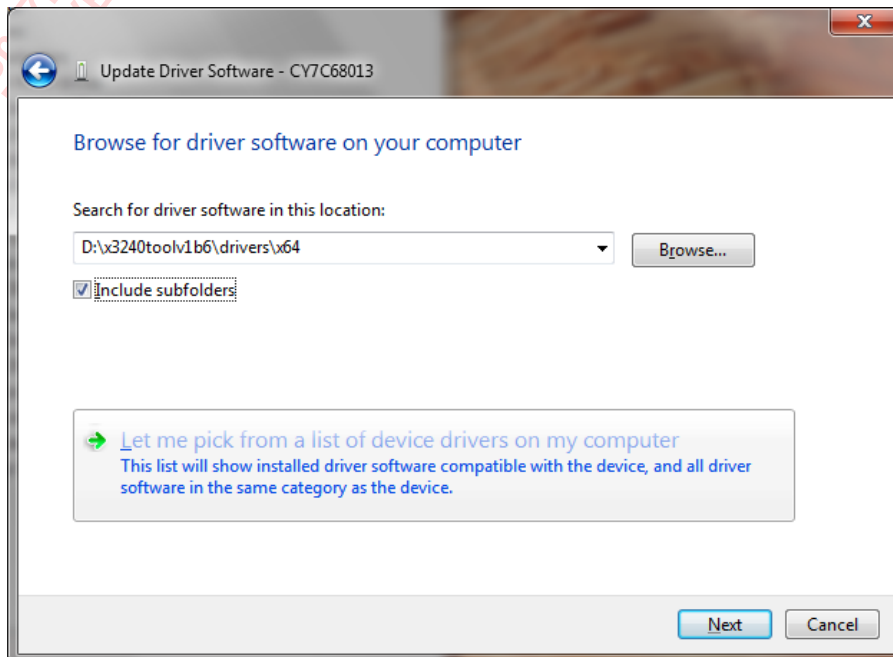 Update Driver Software - CY7C68013
Browse for driver software on your computer
Search for driver software in this location:
D:\x3240toolv1b6\drivers\x64
Browse...
Include subfolders
Let me pick from a list of device drivers on my computer
This list will show installed driver software compatible with the device, and all driver
software in the same category as the device.
Next
Cancel